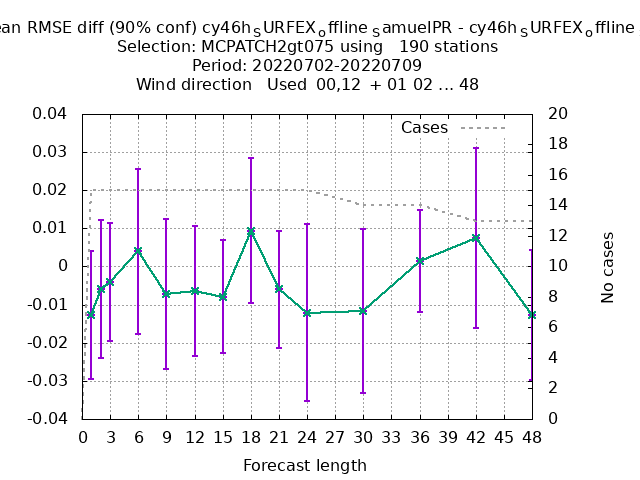 ean RMSE diff (90% conf) cy46hSURFEXoffline SamuelPR - cy46hSURFEXoffline
Selection: MCPATCH2gt075 using 190 stations
Period: 20220702-20220709
Wind direction Used 00,12 + 01 02 ... 48
Cases
0.04
0.03
0.02
0.01
0
-0.01
-0.02
-0.03
-0.04
20
18
16
14
12
10
8
6
4
2
0
No cases
0 3 6 9 12 15 18 21 24 27 30 33 36 39 42 45 48
Forecast length